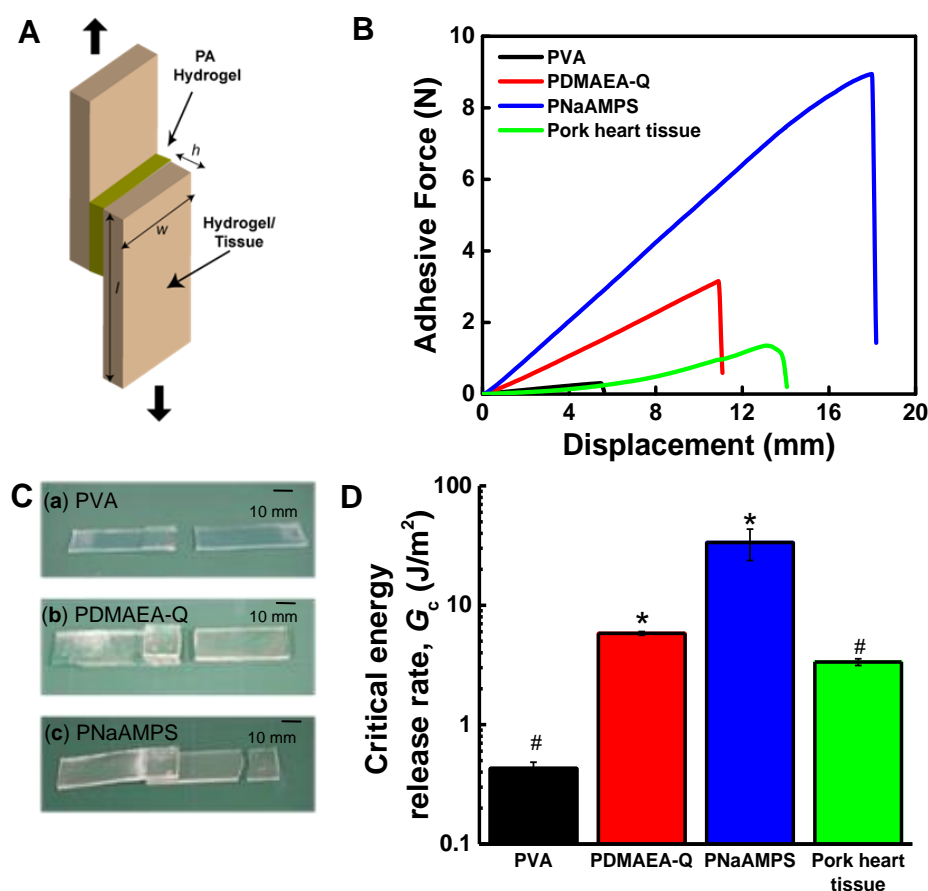 A
PA
Hydrogel
h
w
l
Hydrogel/
Tissue
B
Adhesive Force (N)
10
8
6
4
2
0
PVA
PDMAEA-Q
PNaAMPS
Pork heart tissue
0 4 8 12 16 20
Displacement (mm)
C
(a) PVA
10 mm
(b) PDMAEA-Q
10 mm
(c) PNaAMPS
10 mm
D
Critical energy
release rate, Gc (J/m²)
100
10
1
0.1
#
*
*
#
PVA PDMAEA-Q PNaAMPS Pork heart
tissue